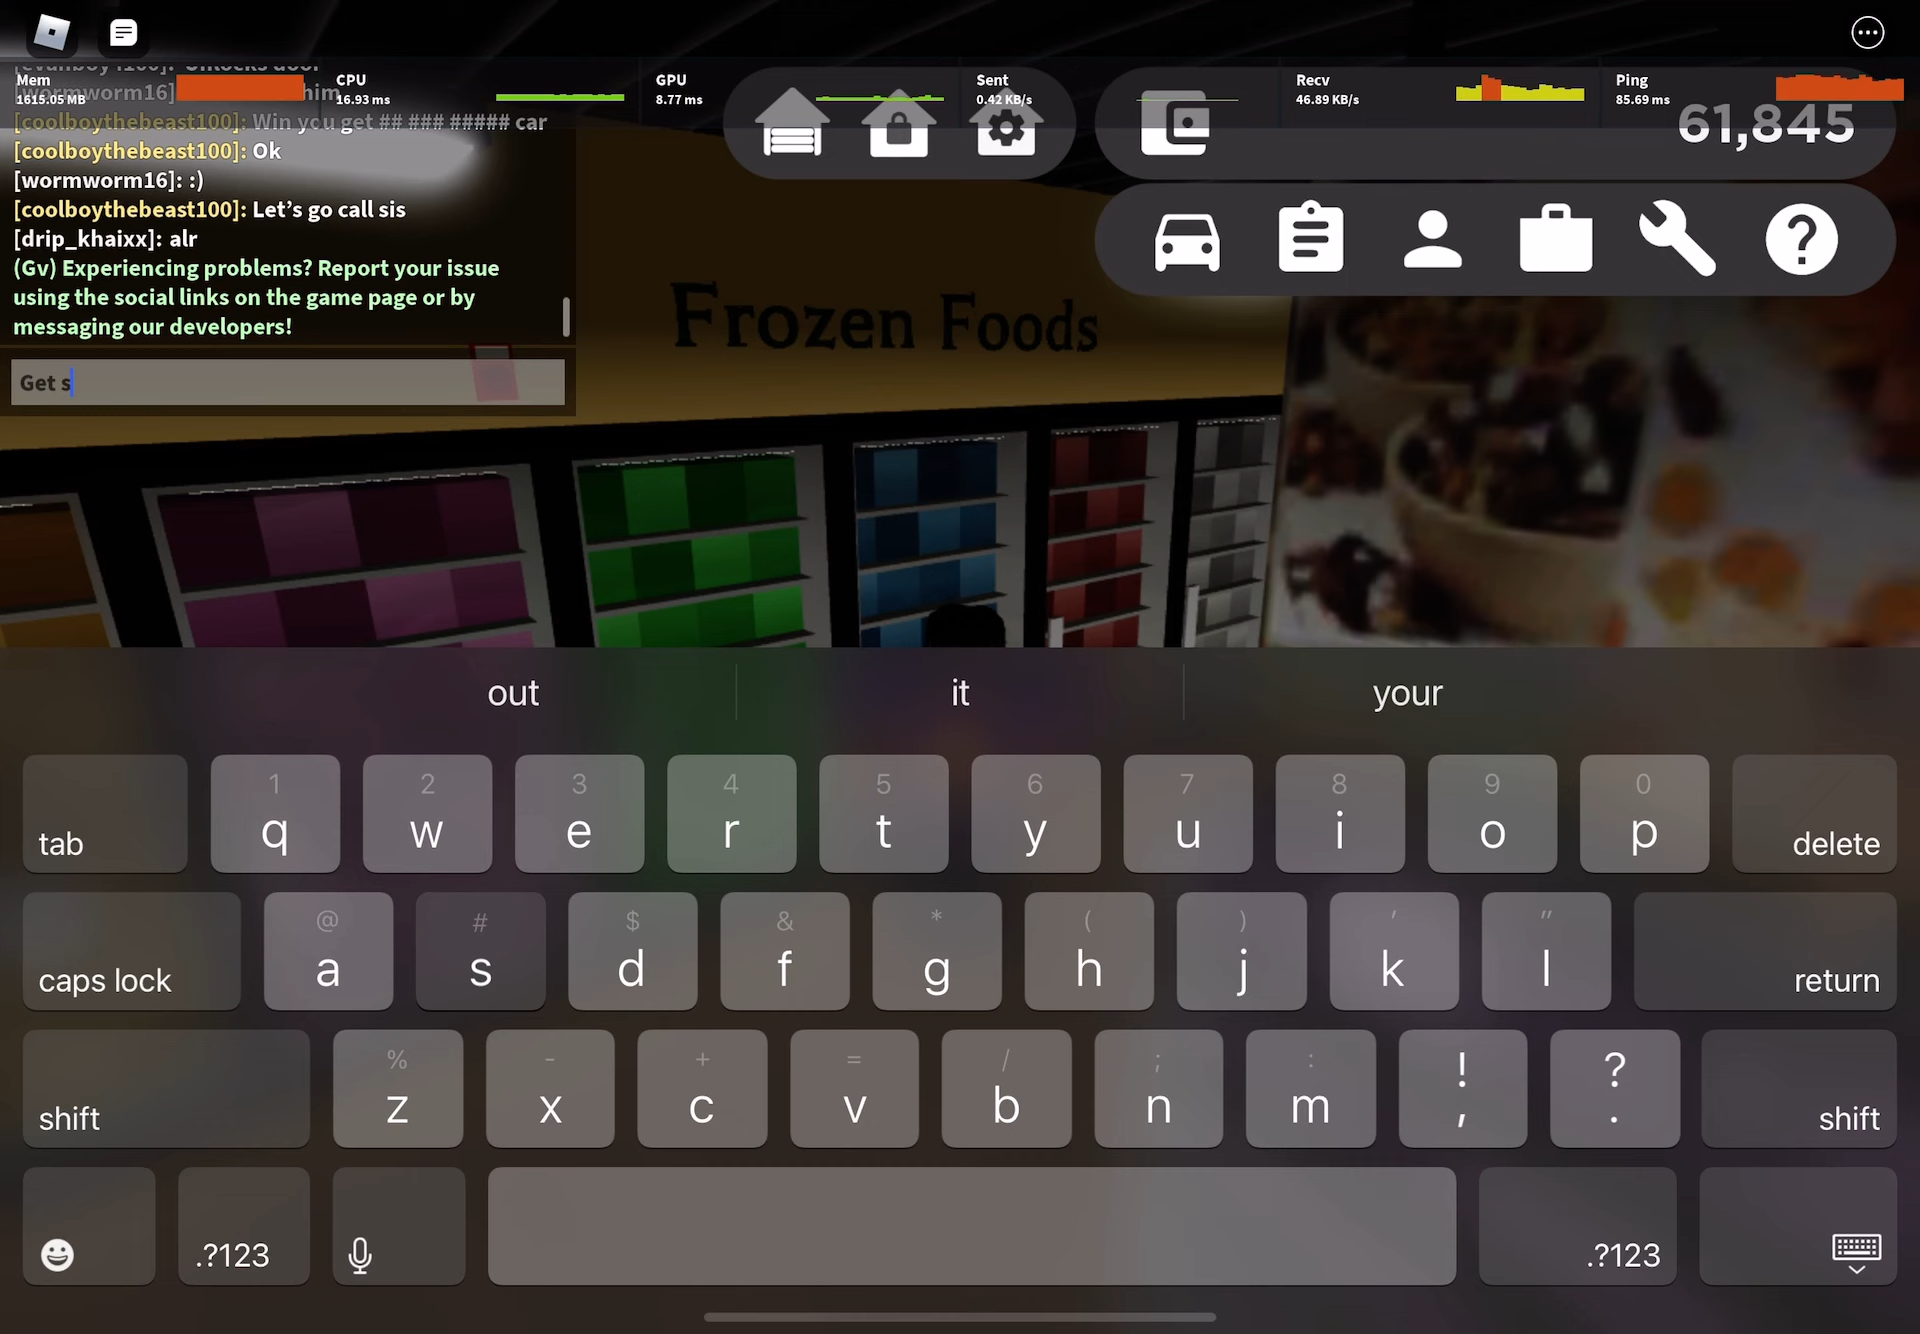 Mem
1615.05 MB
CPU
16.93 ms
GPU
8.77 ms
Sent
0.42 KB/s
Recv
46.89 KB/s
Ping
85.69 ms
61,845
[wormworm16] him
[coolboythebeast100]: Win you get ## ### ##### car
[coolboythebeast100]: Ok
[wormworm16]: :)
[coolboythebeast100]: Let’s go call sis
[drip_khaixx]: alr
(Gv) Experiencing problems? Report your issue
using the social links on the game page or by
messaging our developers!
Get s
Frozen Foods
out it your
1 2 3 4 5 6 7 8 9 0
tab q w e r t y u i o p delete
@ # $ & * ( ) ' "
caps lock a s d f g h j k l return
% - + = / ; : ! ?
shift z x c v b n m , . shift
.?123 .?123